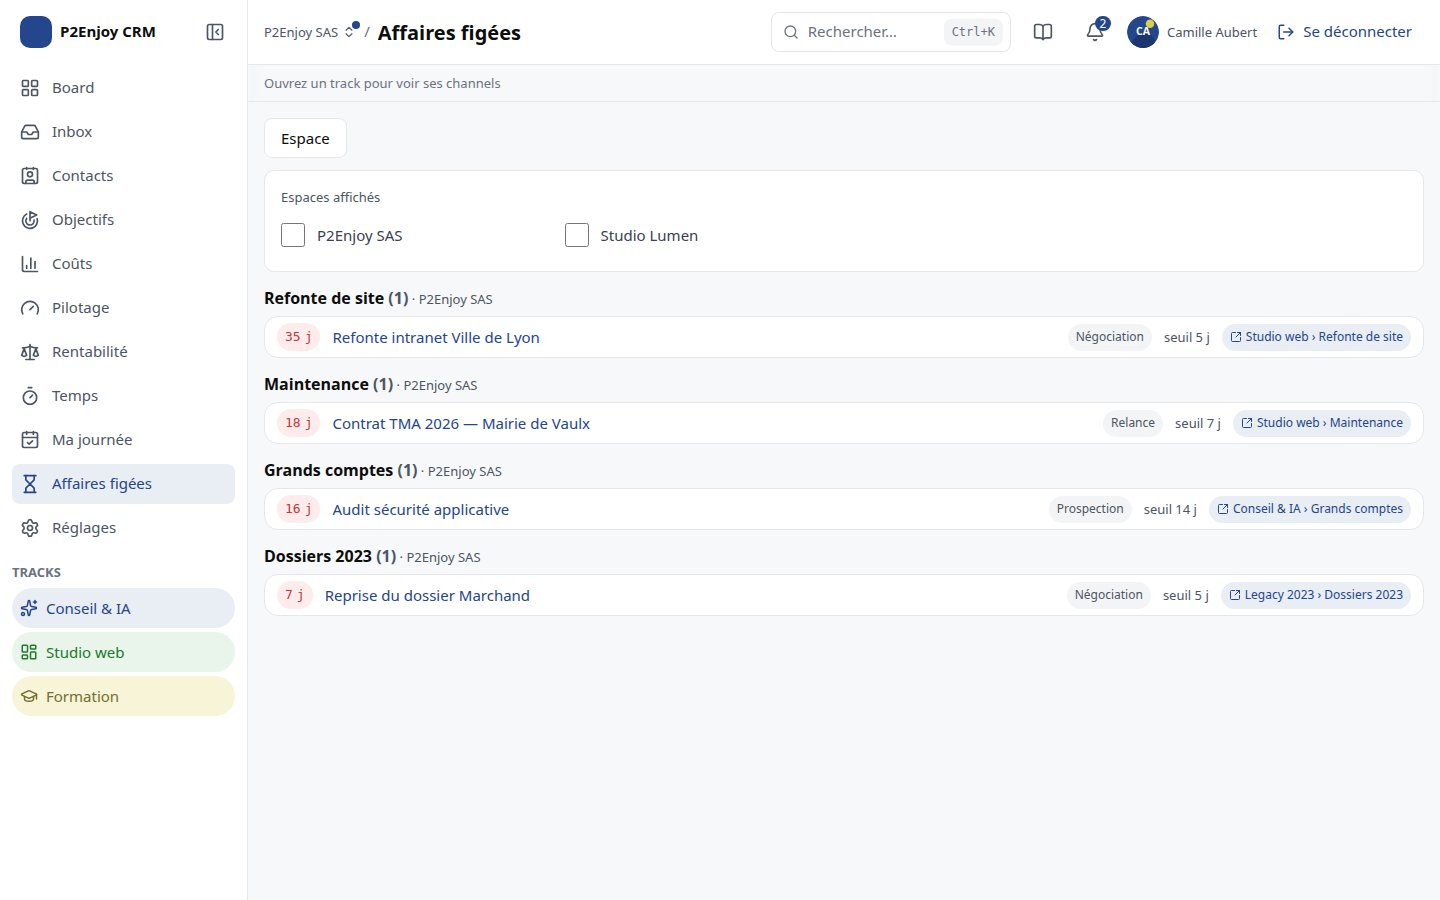 P2Enjoy CRM
Board
Inbox
Contacts
Objectifs
Coûts
Pilotage
Rentabilité
Temps
Ma journée
Affaires figées
Réglages
TRACKS
Conseil & IA
Studio web
Formation
P2Enjoy SAS / Affaires figées
Rechercher... Ctrl+K
2
CA
Camille Aubert
Se déconnecter
Ouvrez un track pour voir ses channels
Espace
Espaces affichés
P2Enjoy SAS
Studio Lumen
Refonte de site (1) · P2Enjoy SAS
35 j Refonte intranet Ville de Lyon Négociation seuil 5 j Studio web › Refonte de site
Maintenance (1) · P2Enjoy SAS
18 j Contrat TMA 2026 — Mairie de Vaulx Relance seuil 7 j Studio web › Maintenance
Grands comptes (1) · P2Enjoy SAS
16 j Audit sécurité applicative Prospection seuil 14 j Conseil & IA › Grands comptes
Dossiers 2023 (1) · P2Enjoy SAS
7 j Reprise du dossier Marchand Négociation seuil 5 j Legacy 2023 › Dossiers 2023